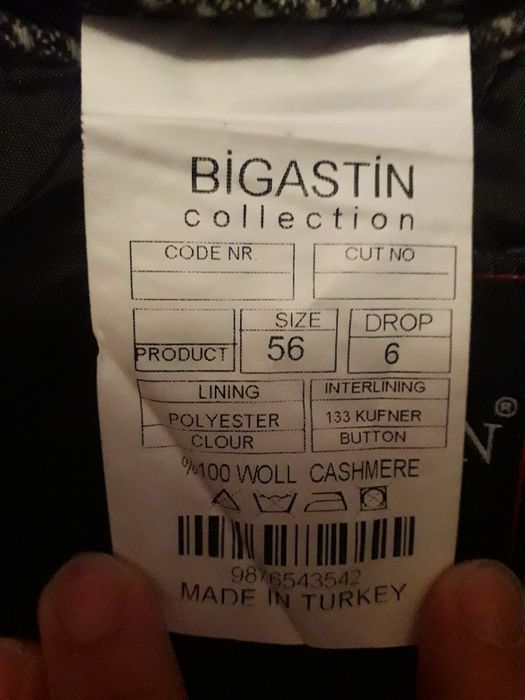 BİGASTİN
collection
CODE NR.
CUT NO
PRODUCT
SIZE
56
DROP
6
LINING
POLYESTER
CLOUR
INTERLINING
133 KUFNER
BUTTON
%100 WOLL CASHMERE
9876543542
MADE IN TURKEY
N®